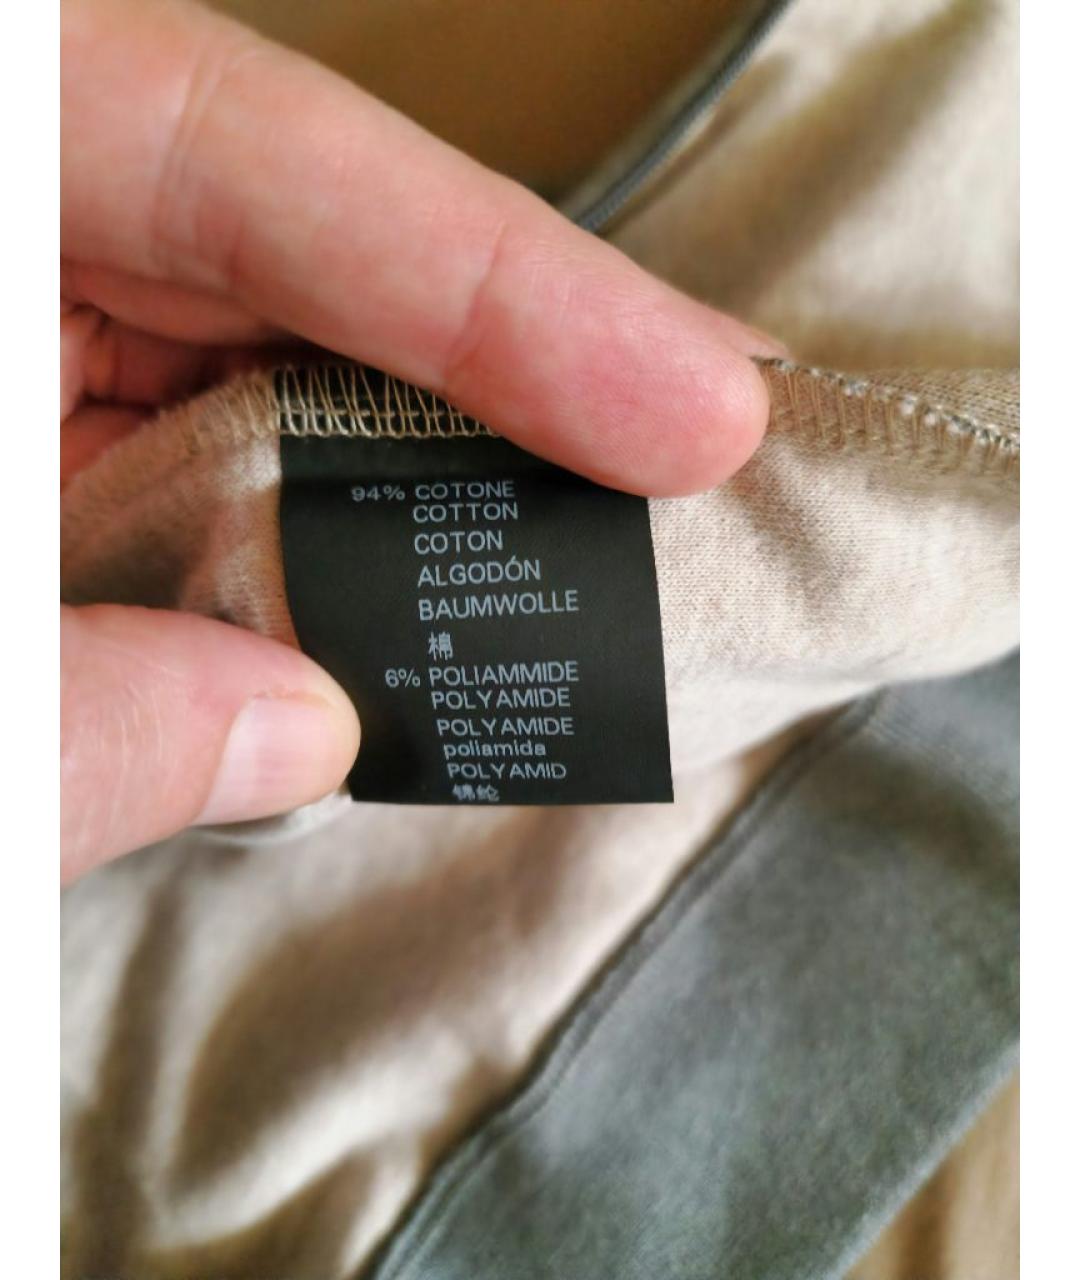 94% COTONE
COTTON
COTON
ALGODÓN
BAUMWOLLE
棉
6% POLIAMMIDE
POLYAMIDE
POLYAMIDE
poliamida
POLYAMID
锦纶